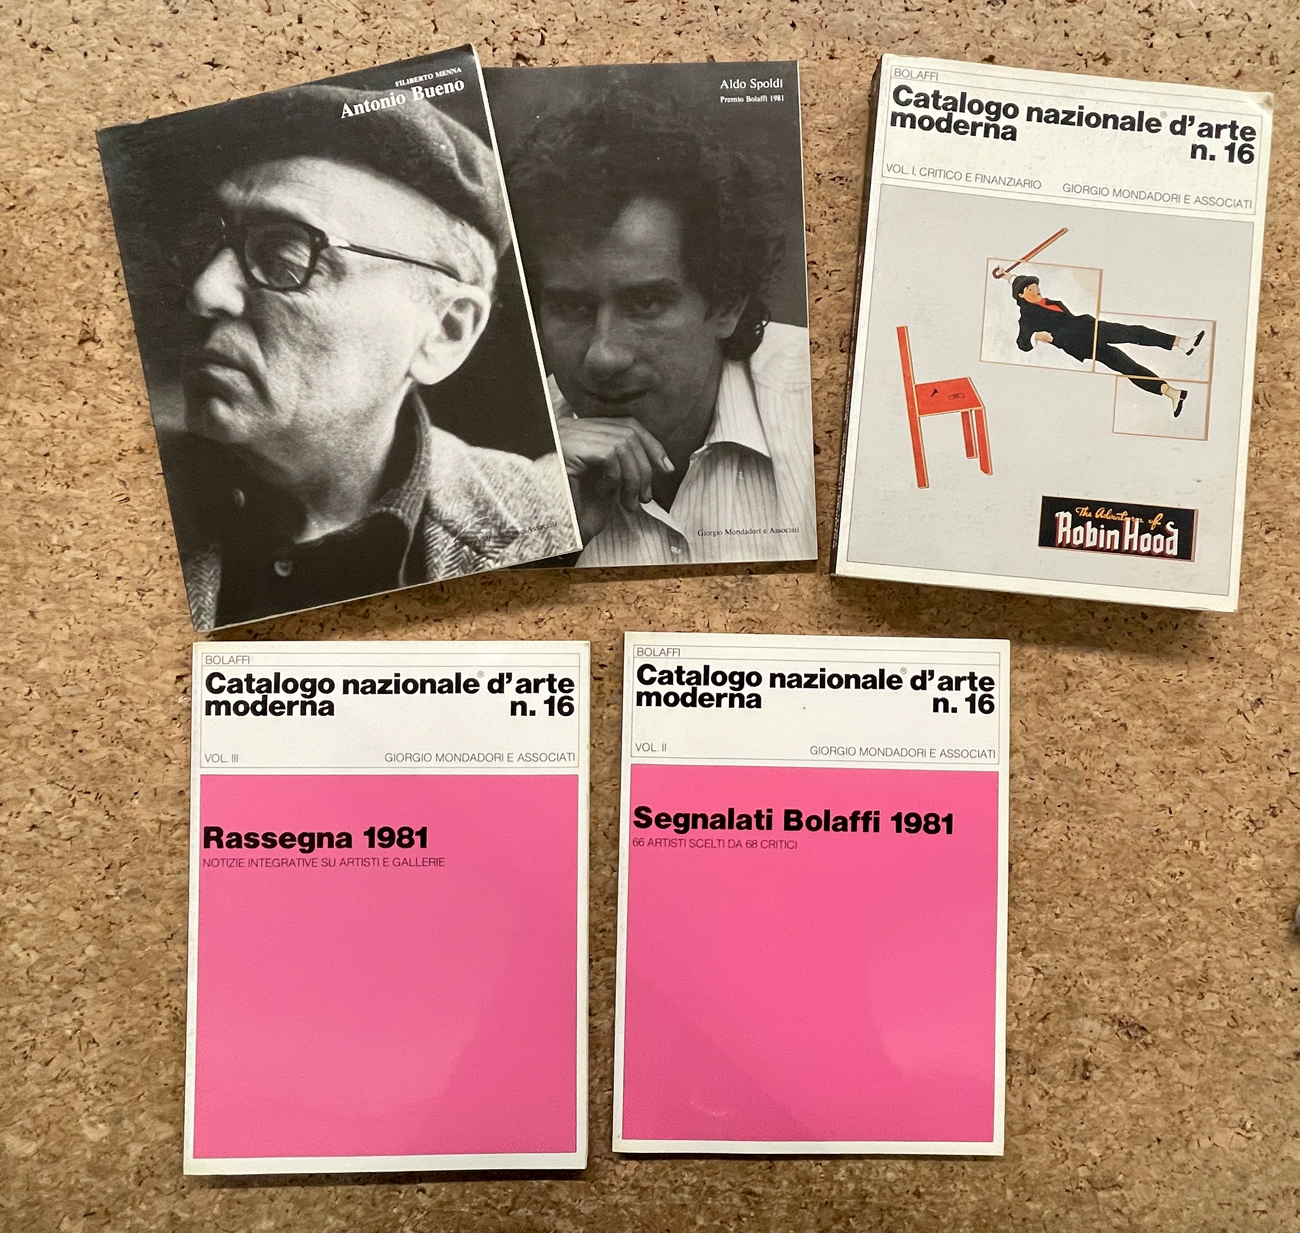 FILIBERTO MENNA
Antonio Bueno
Aldo Spoldi
Premio Bolaffi 1981
Giorgio Mondadori e Associati
BOLAFFI
Catalogo nazionale® d'arte
moderna n. 16
VOL. I, CRITICO E FINANZIARIO GIORGIO MONDADORI E ASSOCIATI
The Adventures of
Robin Hood
BOLAFFI
Catalogo nazionale® d'arte
moderna n. 16
VOL. III GIORGIO MONDADORI E ASSOCIATI
Rassegna 1981
NOTIZIE INTEGRATIVE SU ARTISTI E GALLERIE
BOLAFFI
Catalogo nazionale® d'arte
moderna n. 16
VOL. II GIORGIO MONDADORI E ASSOCIATI
Segnalati Bolaffi 1981
66 ARTISTI SCELTI DA 68 CRITICI